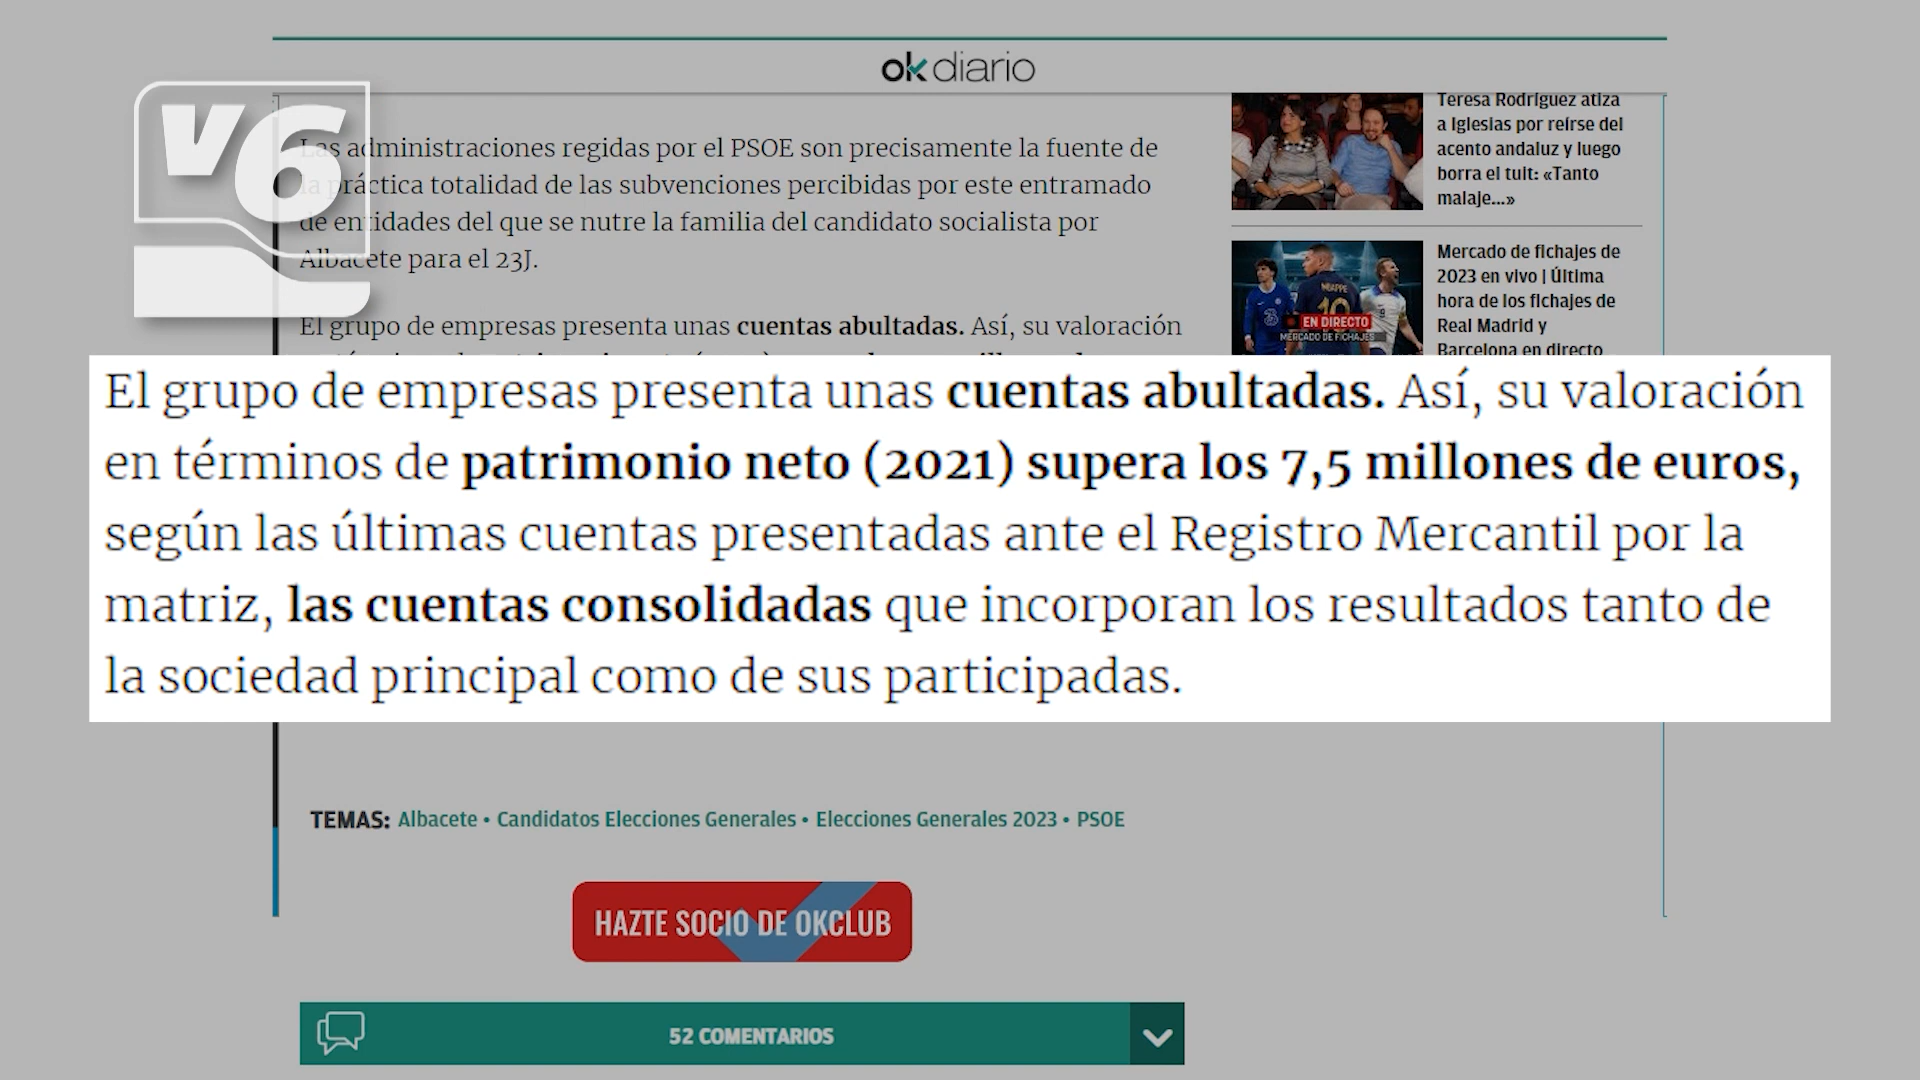 okdiario
V6
Las administraciones regidas por el PSOE son precisamente la fuente de
la práctica totalidad de las subvenciones percibidas por este entramado
de entidades del que se nutre la familia del candidato socialista por
Albacete para el 23J.
El grupo de empresas presenta unas cuentas abultadas. Así, su valoración
Teresa Rodríguez atiza
a Iglesias por reírse del
acento andaluz y luego
borra el tuit: «Tanto
malaje...»
MBAPPE
10
EN DIRECTO
MERCADO DE FICHAJES
Mercado de fichajes de
2023 en vivo | Última
hora de los fichajes de
Real Madrid y
Barcelona en directo
El grupo de empresas presenta unas cuentas abultadas. Así, su valoración
en términos de patrimonio neto (2021) supera los 7,5 millones de euros,
según las últimas cuentas presentadas ante el Registro Mercantil por la
matriz, las cuentas consolidadas que incorporan los resultados tanto de
la sociedad principal como de sus participadas.
TEMAS: Albacete • Candidatos Elecciones Generales • Elecciones Generales 2023 • PSOE
HAZTE SOCIO DE OKCLUB
52 COMENTARIOS